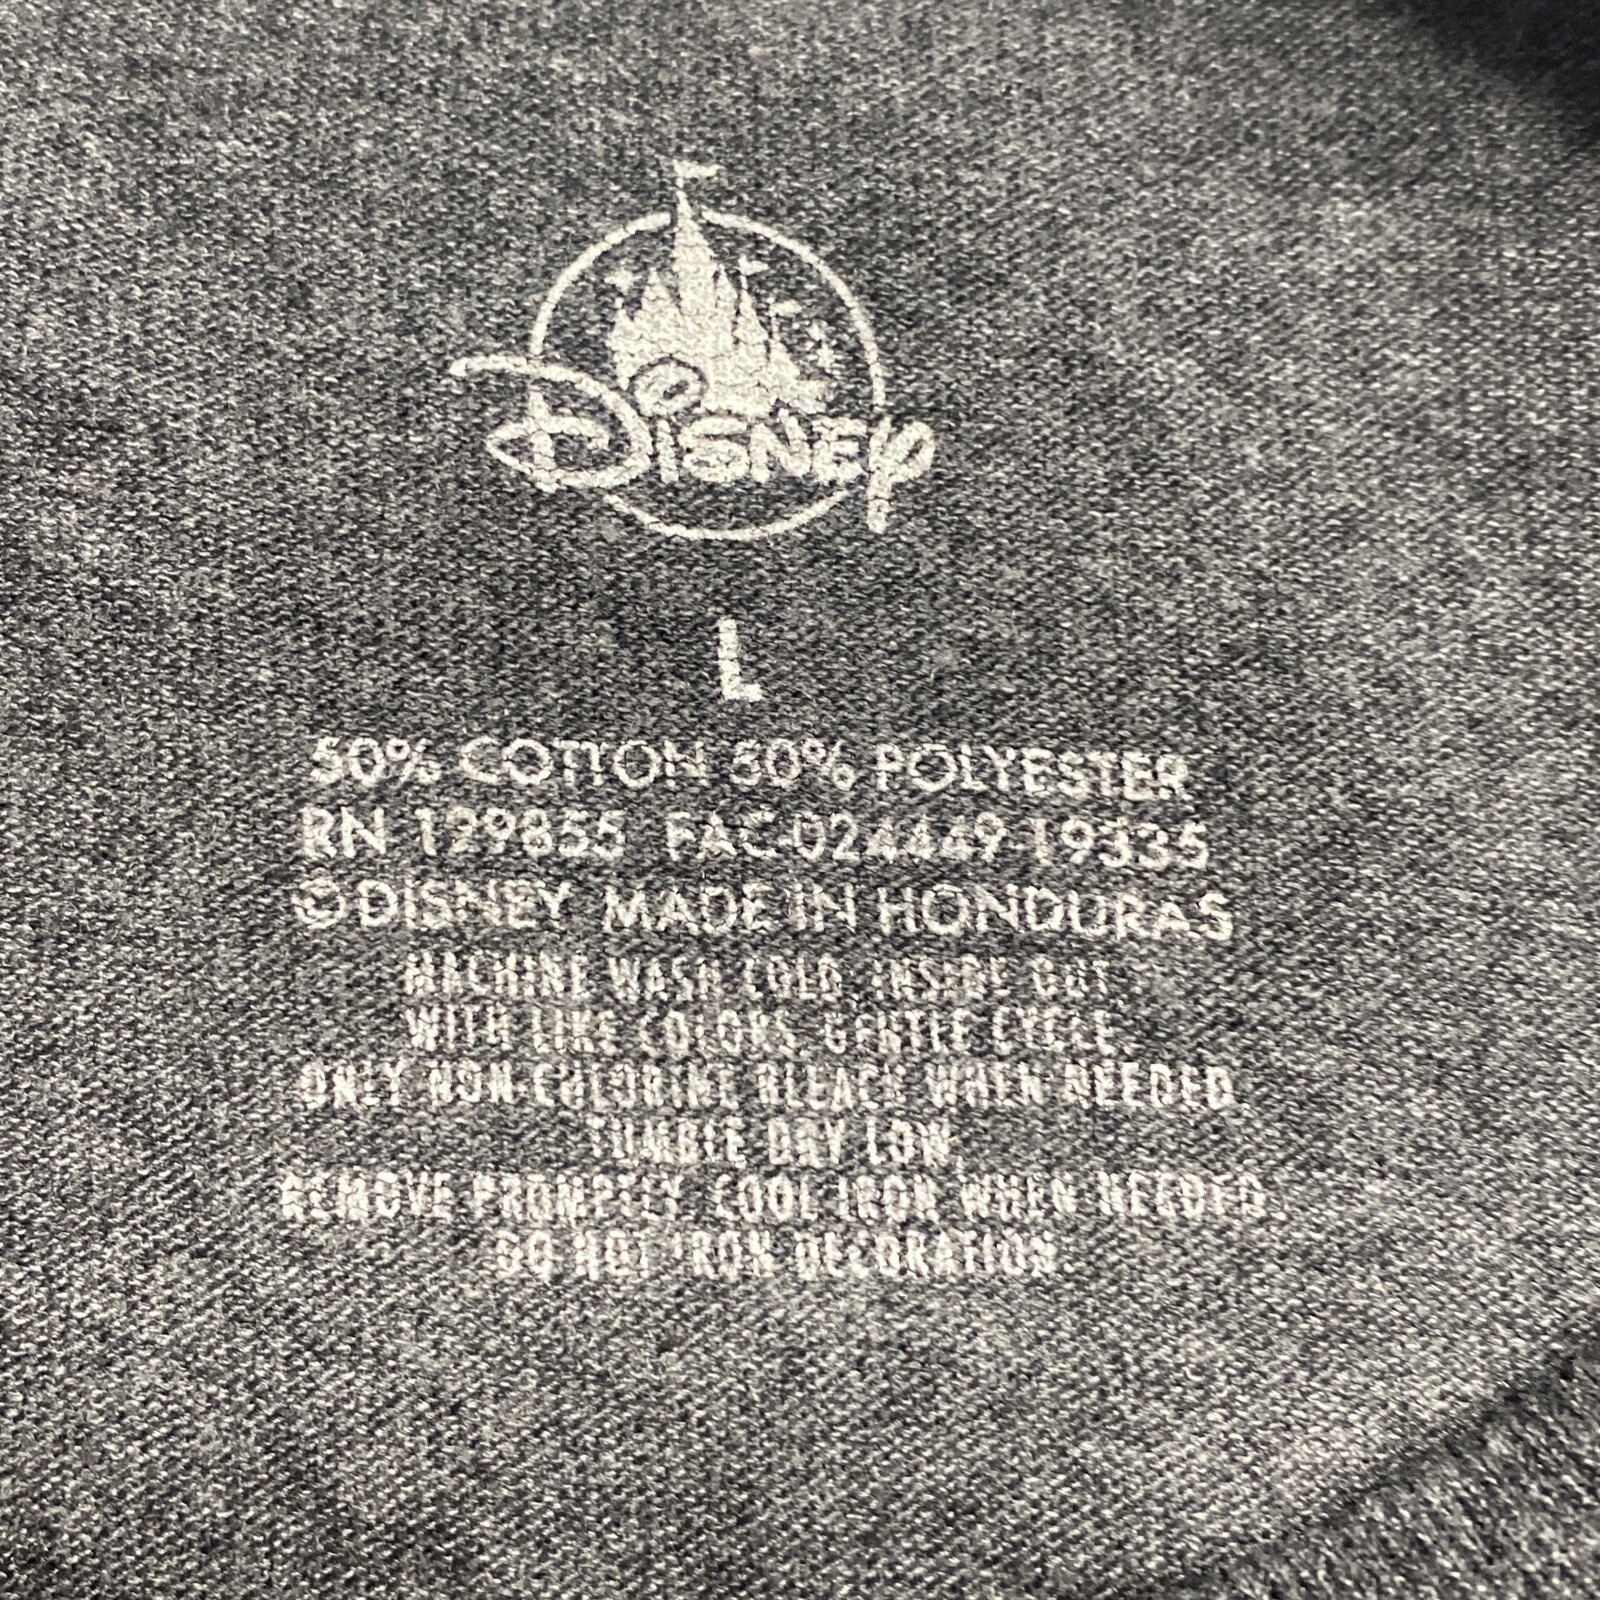 DISNEY
L
50% COTTON 50% POLYESTER
RN 129855 FAC-024449-19335
©DISNEY MADE IN HONDURAS
MACHINE WASH COLD, INSIDE OUT
WITH LIKE COLORS, GENTLE CYCLE
ONLY NON-CHLORINE BLEACH WHEN NEEDED
TUMBLE DRY LOW,
REMOVE PROMPTLY, COOL IRON WHEN NEEDED
DO NOT IRON DECORATION